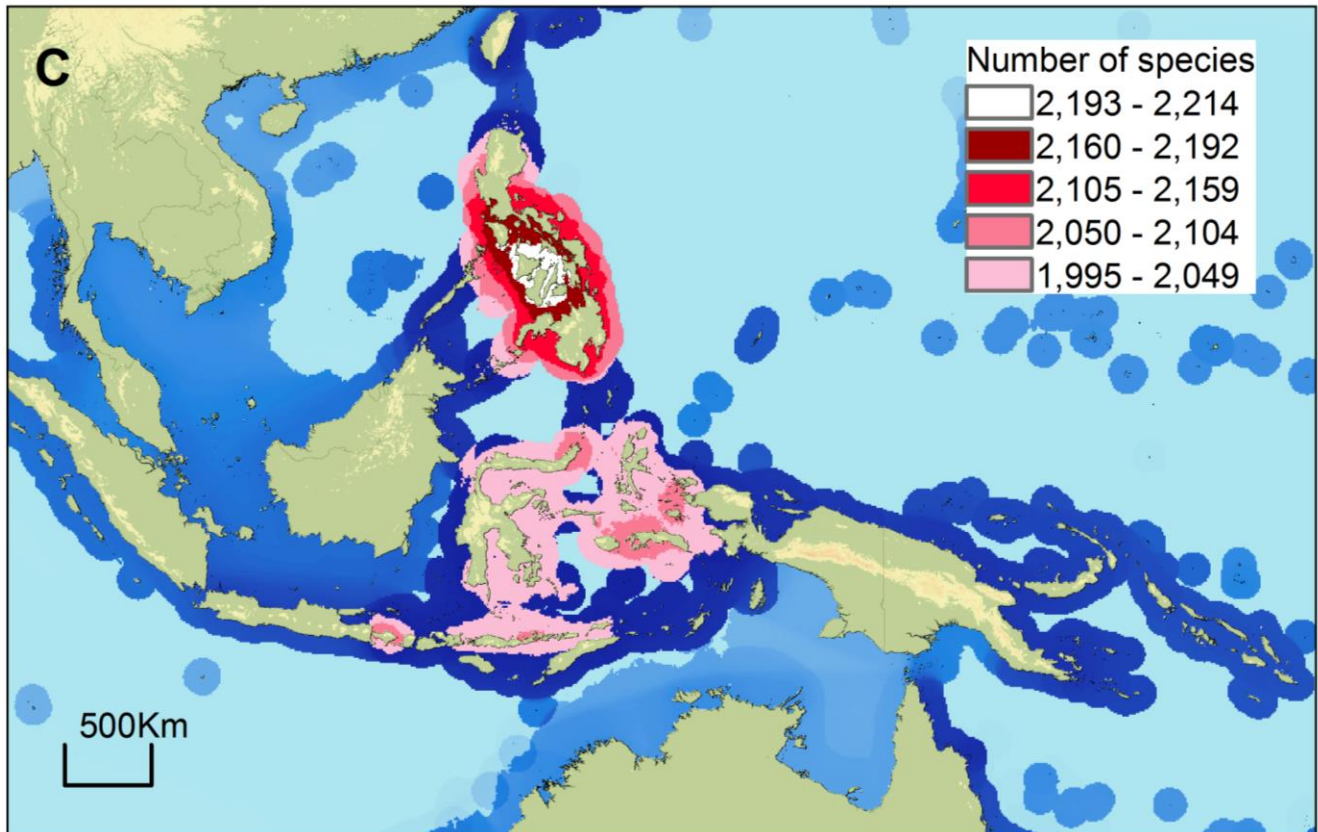 C
Number of species
2,193 - 2,214
2,160 - 2,192
2,105 - 2,159
2,050 - 2,104
1,995 - 2,049
500Km